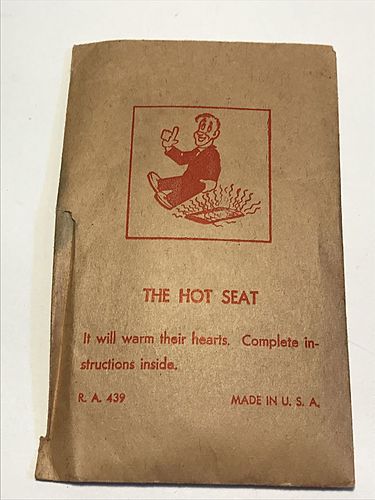 THE HOT SEAT
It will warm their hearts. Complete in-
structions inside.
R. A. 439 MADE IN U. S. A.